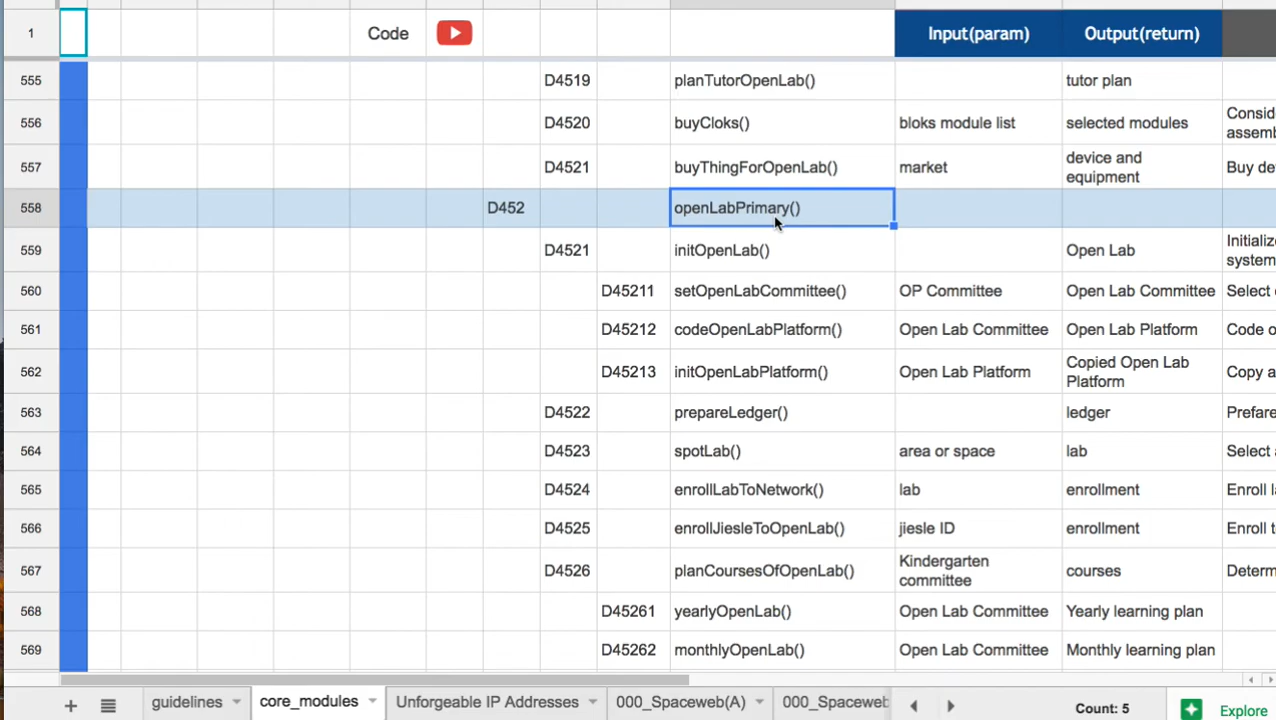 1 Code Input(param) Output(return)
555 D4519 planTutorOpenLab() tutor plan
556 D4520 buyCloks() bloks module list selected modules Consid
assemb
557 D4521 buyThingForOpenLab() market device and
equipment Buy de
558 D452 openLabPrimary()
559 D4521 initOpenLab() Open Lab Initialize
system
560 D45211 setOpenLabCommittee() OP Committee Open Lab Committee Select
561 D45212 codeOpenLabPlatform() Open Lab Committee Open Lab Platform Code o
562 D45213 initOpenLabPlatform() Open Lab Platform Copied Open Lab
Platform Copy a
563 D4522 prepareLedger() ledger Prefare
564 D4523 spotLab() area or space lab Select
565 D4524 enrollLabToNetwork() lab enrollment Enroll
566 D4525 enrollJiesleToOpenLab() jiesle ID enrollment Enroll t
567 D4526 planCoursesOfOpenLab() Kindergarten
committee courses Determ
568 D45261 yearlyOpenLab() Open Lab Committee Yearly learning plan
569 D45262 monthlyOpenLab() Open Lab Committee Monthly learning plan
guidelines core_modules Unforgeable IP Addresses 000_Spaceweb(A) 000_Spaceweb Count: 5 Explore